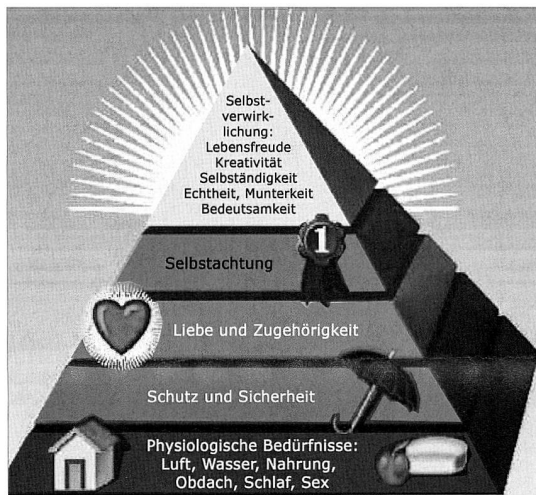 Selbst-
verwirk-
lichung:
Lebensfreude
Kreativität
Selbständigkeit
Echtheit, Munterkeit
Bedeutsamkeit
1
Selbstachtung
Liebe und Zugehörigkeit
Schutz und Sicherheit
Physiologische Bedürfnisse:
Luft, Wasser, Nahrung,
Obdach, Schlaf, Sex